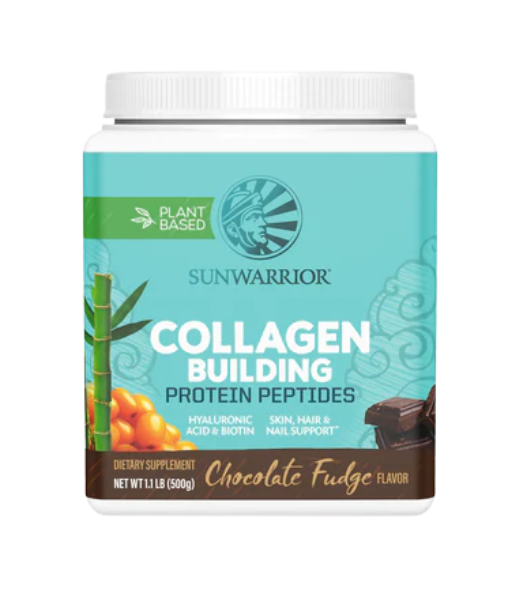 PLANT
BASED
SUNWARRIOR
COLLAGEN
BUILDING
PROTEIN PEPTIDES
HYALURONIC
ACID & BIOTIN
SKIN, HAIR &
NAIL SUPPORT
DIETARY SUPPLEMENT
NET WT 1.1 LB (500g)
Chocolate Fudge FLAVOR